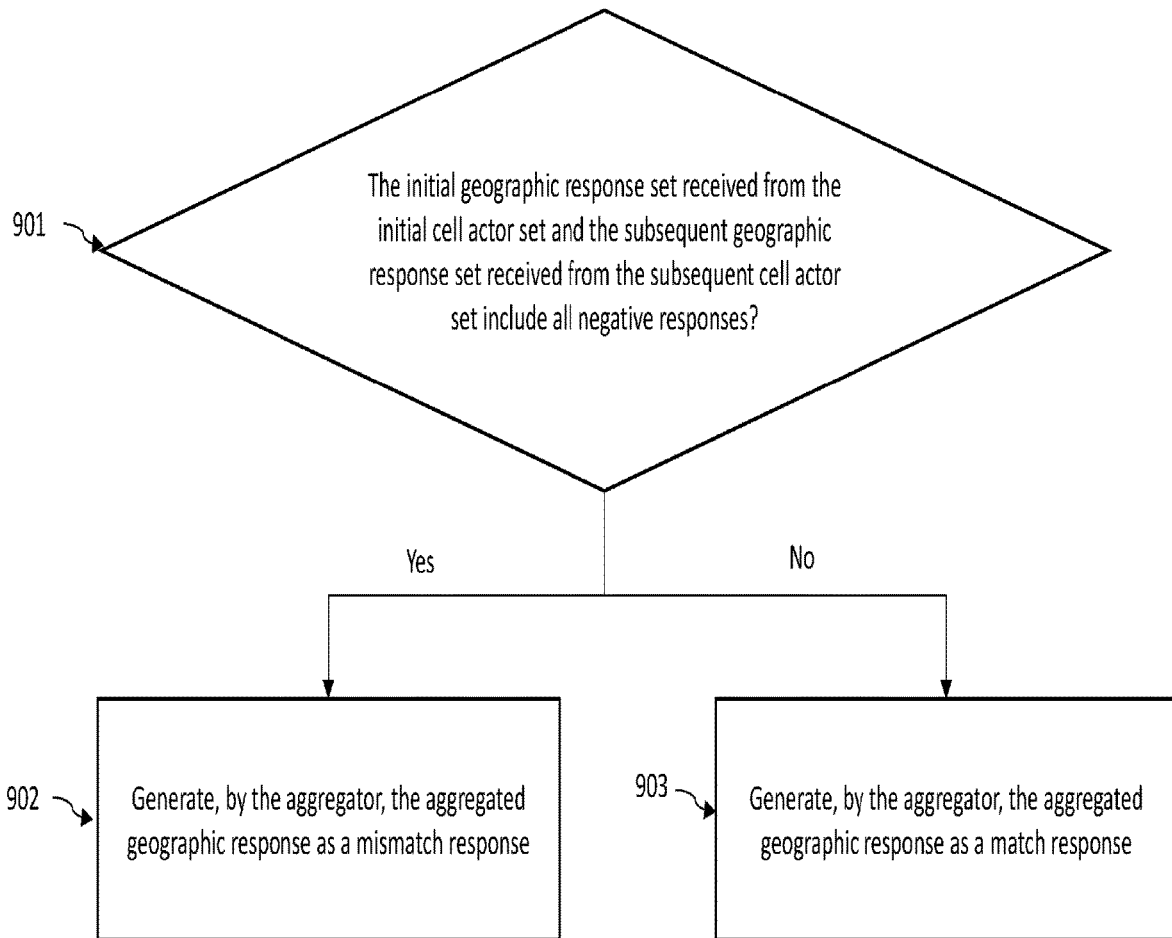 The initial geographic response set received from the
901
initial cell actor set and the subsequent geographic
response set received from the subsequent cell actor
set include all negative responses?
Yes
No
902
Generate, by the aggregator, the aggregated
geographic response as a mismatch response
903
Generate, by the aggregator, the aggregated
geographic response as a match response